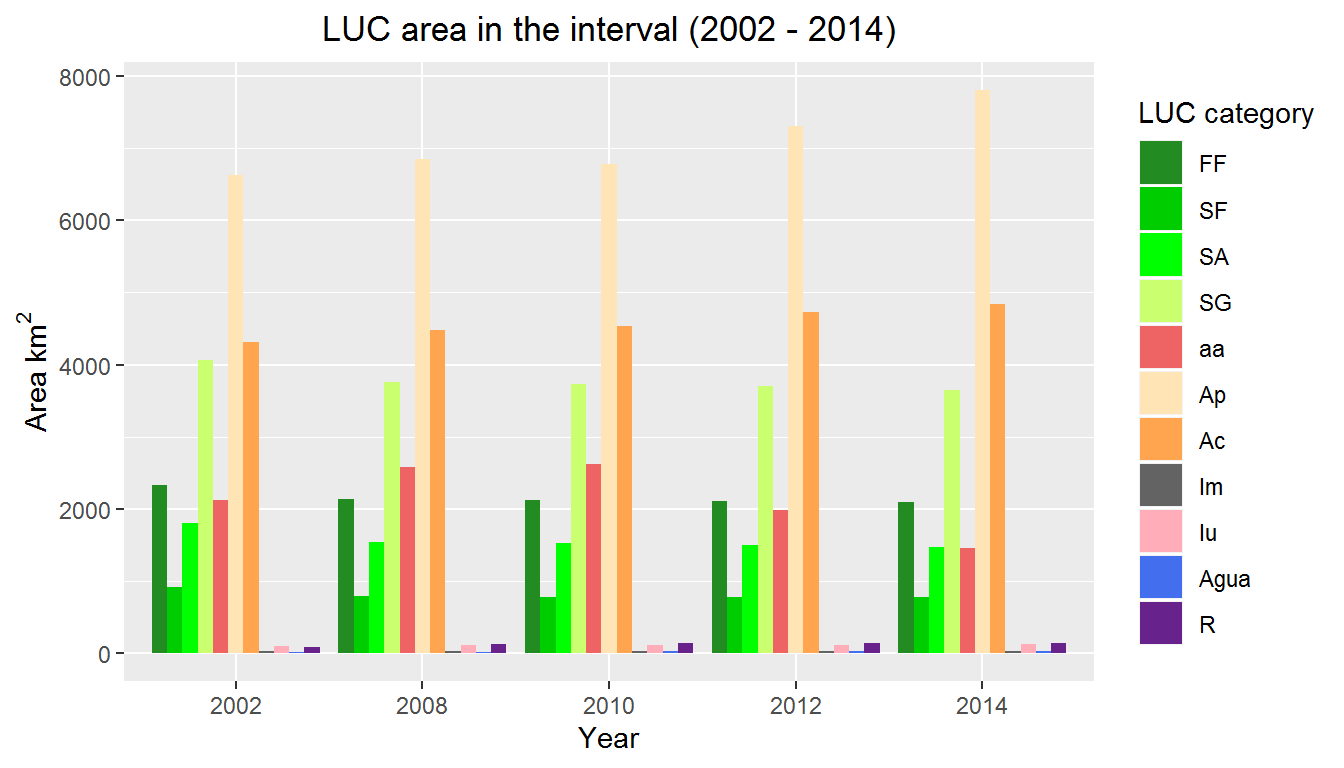 LUC area in the interval (2002 - 2014)
8000
6000
4000
2000
0
Area km²
2002 2008 2010 2012 2014
Year
LUC category
FF
SF
SA
SG
aa
Ap
Ac
Im
Iu
Agua
R